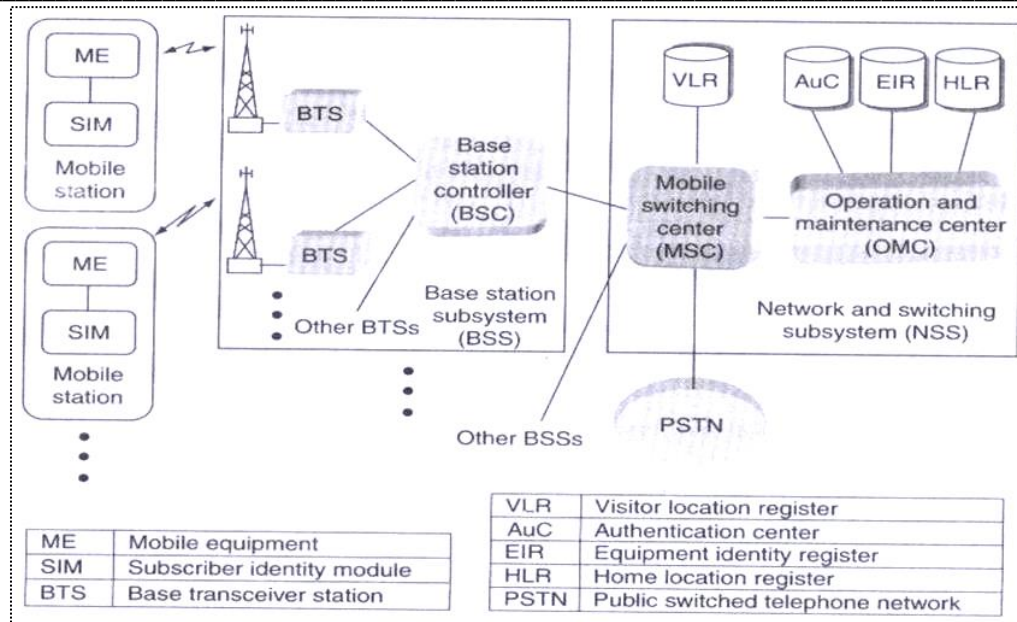 ME
SIM
Mobile
station
ME
SIM
Mobile
station
BTS
BTS
Other BTSs
Base
station
controller
(BSC)
Base station
subsystem
(BSS)
VLR
AuC
EIR
HLR
Mobile
switching
center
(MSC)
Operation and
maintenance center
(OMC)
Network and switching
subsystem (NSS)
Other BSSs
PSTN
ME Mobile equipment
SIM Subscriber identity module
BTS Base transceiver station
VLR Visitor location register
AuC Authentication center
EIR Equipment identity register
HLR Home location register
PSTN Public switched telephone network